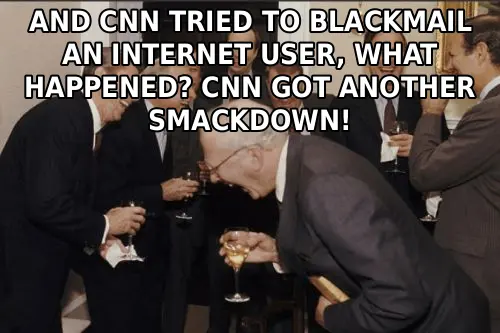 AND CNN TRIED TO BLACKMAIL
AN INTERNET USER, WHAT
HAPPENED? CNN GOT ANOTHER
SMACKDOWN!